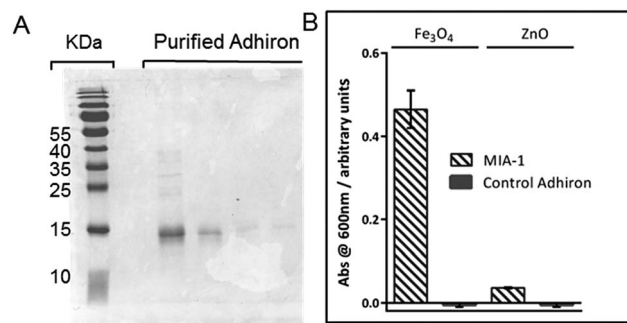 A
KDa
Purified Adhiron
55
40
35
25
15
10
B
Fe₃O₄
ZnO
Abs @ 600nm / arbitrary units
0.6
0.4
0.2
0.0
MIA-1
Control Adhiron